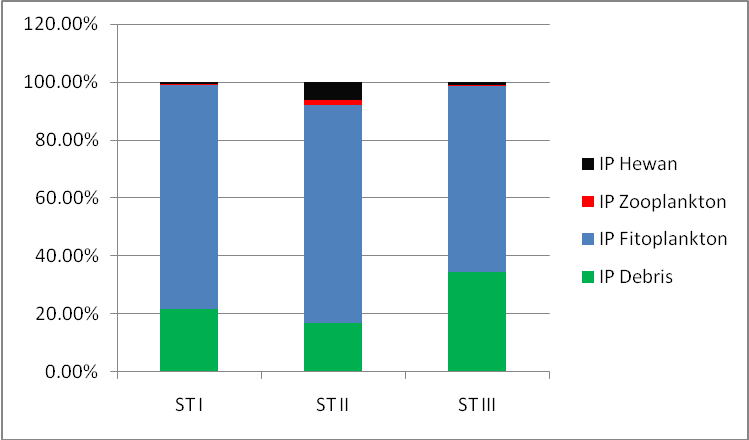 120.00%
100.00%
80.00%
60.00%
40.00%
20.00%
0.00%
ST I
ST II
ST III
IP Hewan
IP Zooplankton
IP Fitoplankton
IP Debris